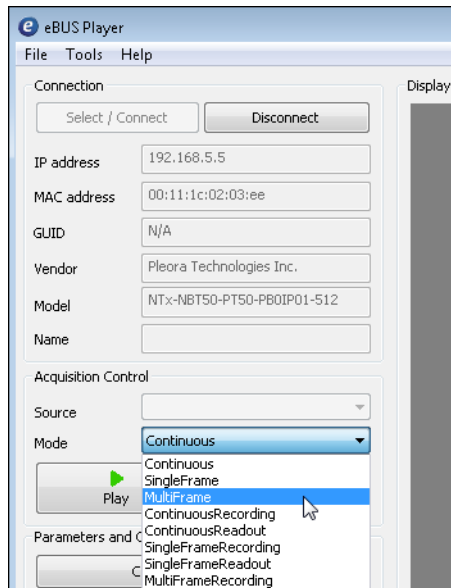 eBUS Player
File Tools Help
Connection
Display
Select / Connect
Disconnect
IP address
192.168.5.5
MAC address
00:11:1c:02:03:ee
GUID
N/A
Vendor
Pleora Technologies Inc.
Model
NTx-NBT50-PT50-PB0IP01-512
Name
Acquisition Control
Source
Mode
Continuous
Continuous
SingleFrame
MultiFrame
ContinuousRecording
ContinuousReadout
SingleFrameRecording
SingleFrameReadout
MultiFrameRecording
Play
Parameters and C
C